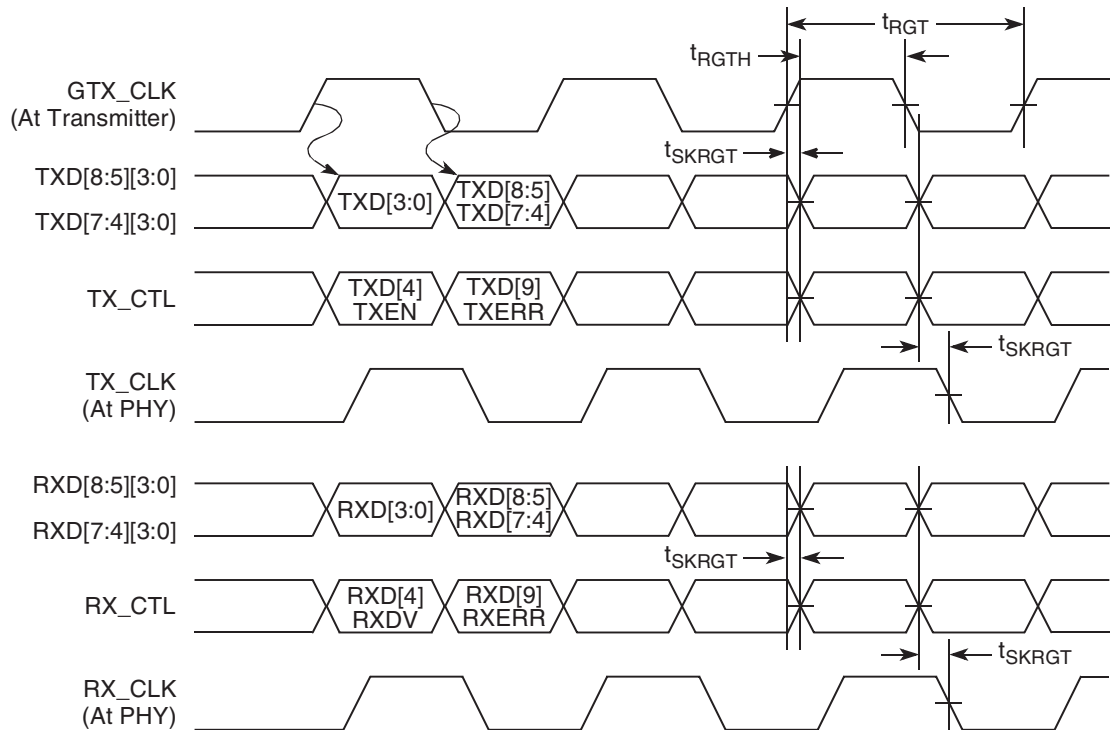 tRGT
tRGTH
GTX_CLK
(At Transmitter)
tSKRGT
TXD[8:5][3:0]
TXD[7:4][3:0]
TXD[3:0]
TXD[8:5]
TXD[7:4]
TX_CTL
TXD[4]
TXEN
TXD[9]
TXERR
tSKRGT
TX_CLK
(At PHY)
RXD[8:5][3:0]
RXD[7:4][3:0]
RXD[3:0]
RXD[8:5]
RXD[7:4]
tSKRGT
RX_CTL
RXD[4]
RXDV
RXD[9]
RXERR
tSKRGT
RX_CLK
(At PHY)